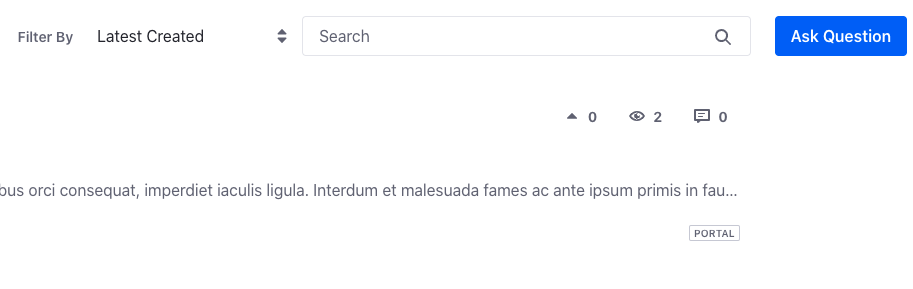 Filter By Latest Created Search Ask Question
0 2 0
bus orci consequat, imperdiet iaculis ligula. Interdum et malesuada fames ac ante ipsum primis in fau...
PORTAL